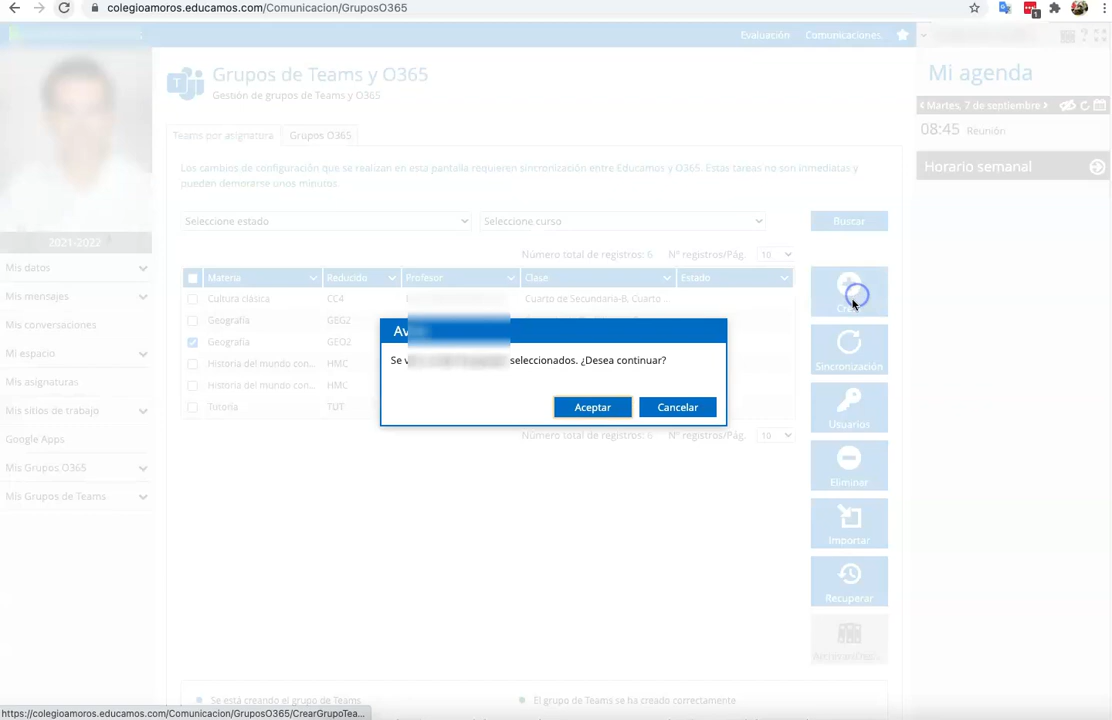 colegioamoros.educamos.com/Comunicacion/GruposO365
1
Evaluación Comunicaciones
Grupos de Teams y O365
Gestión de grupos de Teams y O365
Teams por asignatura
Grupos O365
Los cambios de configuración que se realizan en esta pantalla requieren sincronización entre Educamos y O365. Estas tareas no son inmediatas y
pueden demorarse unos minutos.
Seleccione estado Seleccione curso Buscar
Número total de registros: 6 Nº registros/Pág. 10
Materia Reducido Profesor Clase Estado
Cultura clásica CC4 Cuarto de Secundaria-B, Cuarto ...
Geografía GEG2
Geografía GEO2
Historia del mundo con... HMC
Historia del mundo con... HMC
Tutoría TUT
Número total de registros: 6 Nº registros/Pág. 10
Se seleccionados. ¿Desea continuar?
Aceptar Cancelar
Sincronización
Usuarios
Eliminar
Importar
Recuperar
2021-2022
Mis datos
Mis mensajes
Mis conversaciones
Mi espacio
Mis asignaturas
Mis sitios de trabajo
Google Apps
Mis Grupos O365
Mis Grupos de Teams
Mi agenda
Martes, 7 de septiembre
08:45 Reunión
Horario semanal
Se está creando el grupo de Teams El grupo de Teams se ha creado correctamente
https://colegioamoros.educamos.com/Comunicacion/GruposO365/CrearGrupoTea...